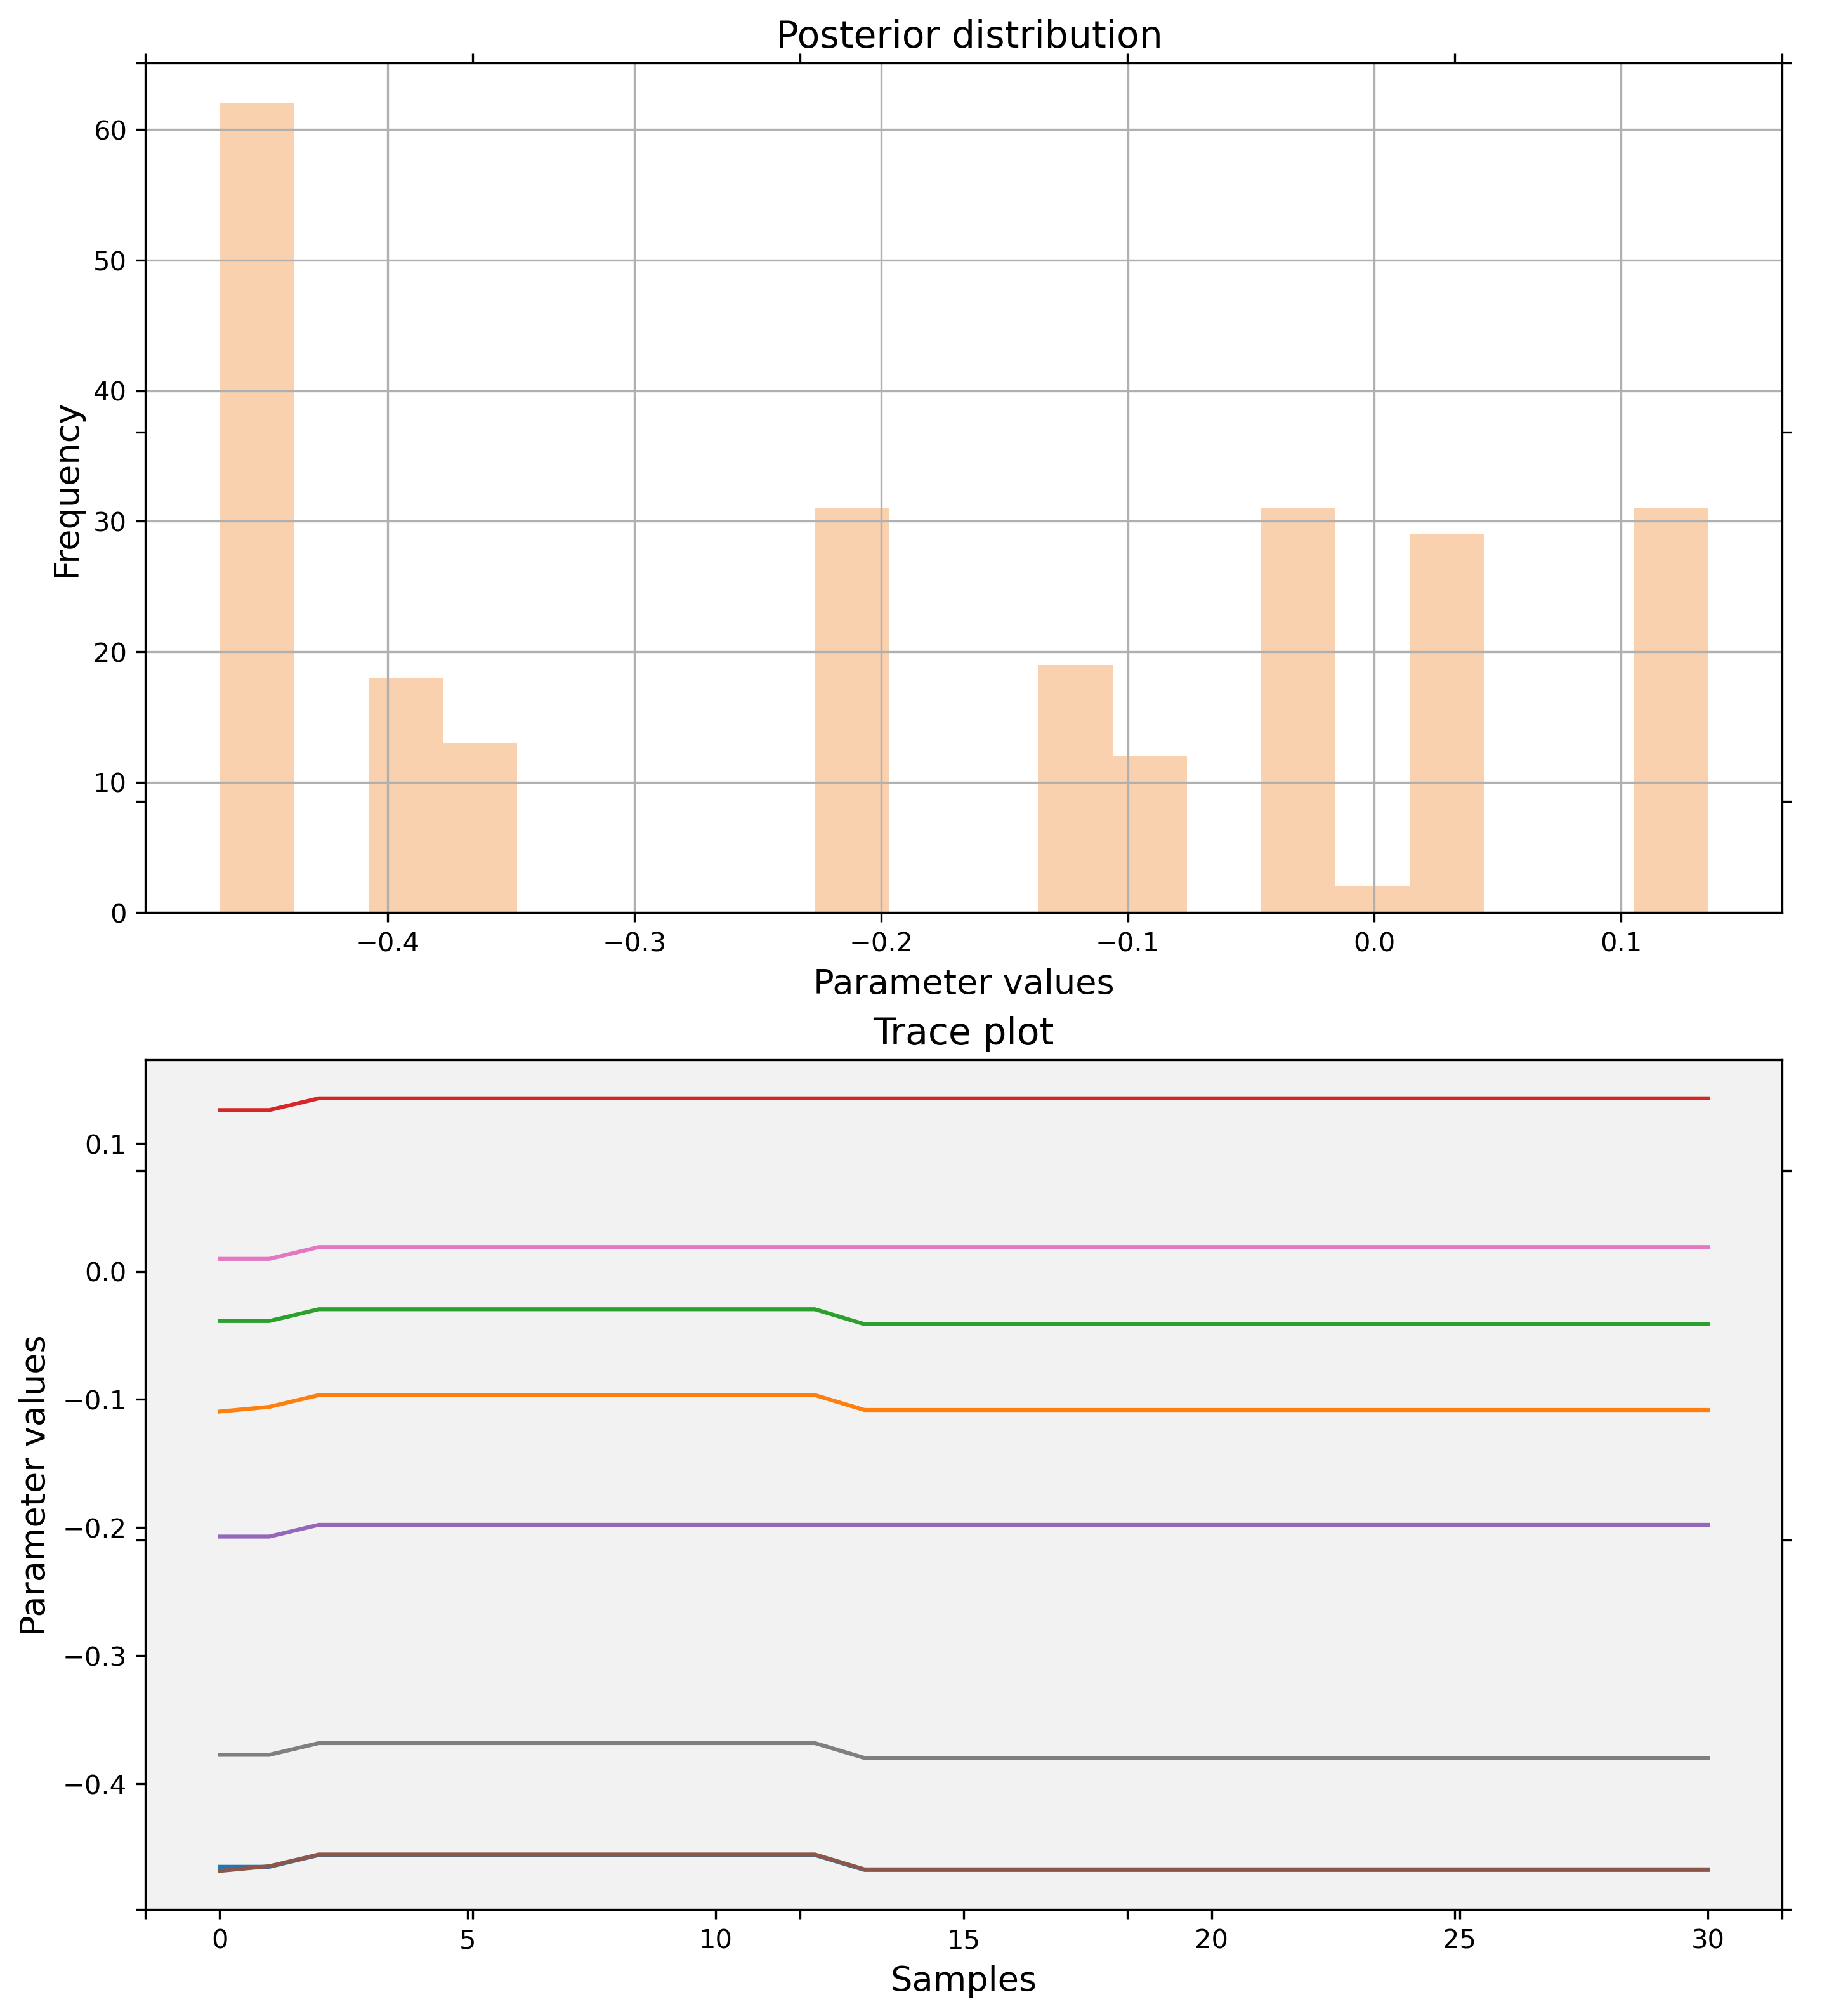 Posterior distribution
60
50
40
30
20
10
0
Frequency
−0.4 −0.3 −0.2 −0.1 0.0 0.1
Parameter values
Trace plot
0.1
0.0
−0.1
−0.2
−0.3
−0.4
Parameter values
0 5 10 15 20 25 30
Samples